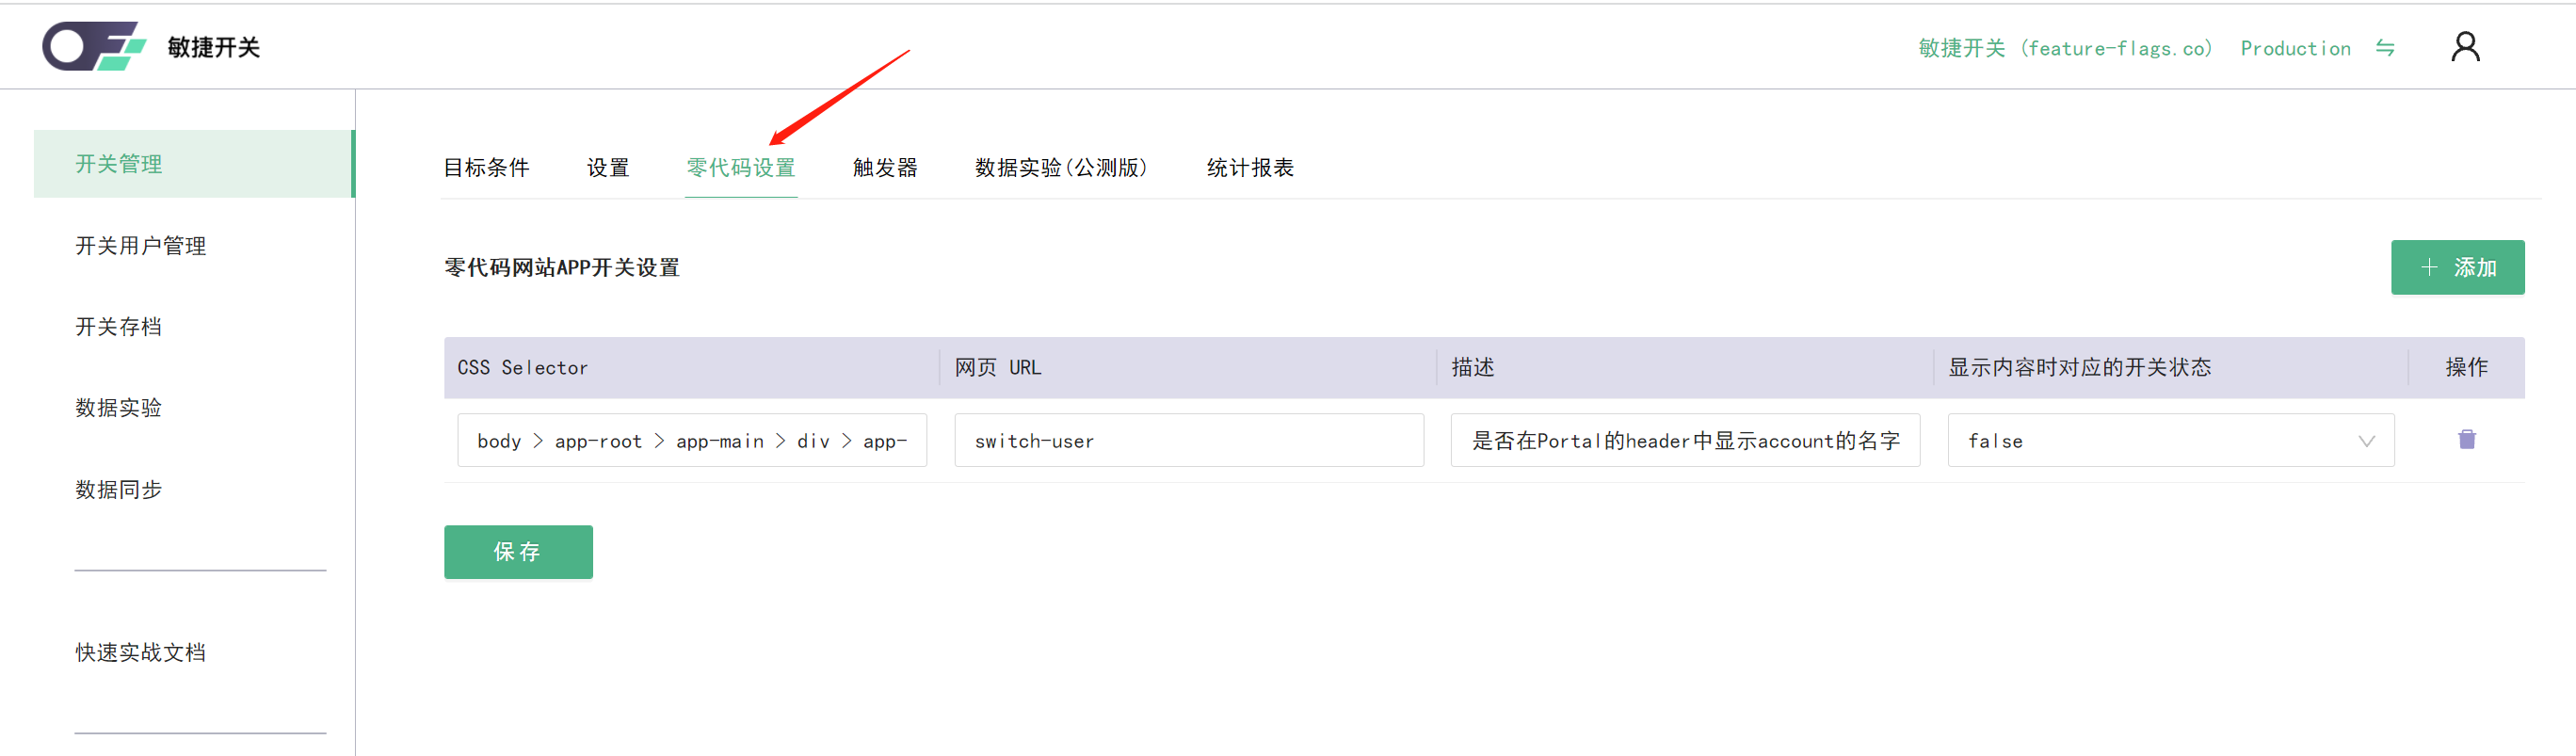 敏捷开关
敏捷开关 (feature-flags.co) Production
开关管理
开关用户管理
开关存档
数据实验
数据同步
快速实战文档
目标条件 设置 零代码设置 触发器 数据实验(公测版) 统计报表
零代码网站APP开关设置
+ 添加
CSS Selector 网页 URL 描述 显示内容时对应的开关状态 操作
body > app-root > app-main > div > app- switch-user 是否在Portal的header中显示account的名字 false
保存